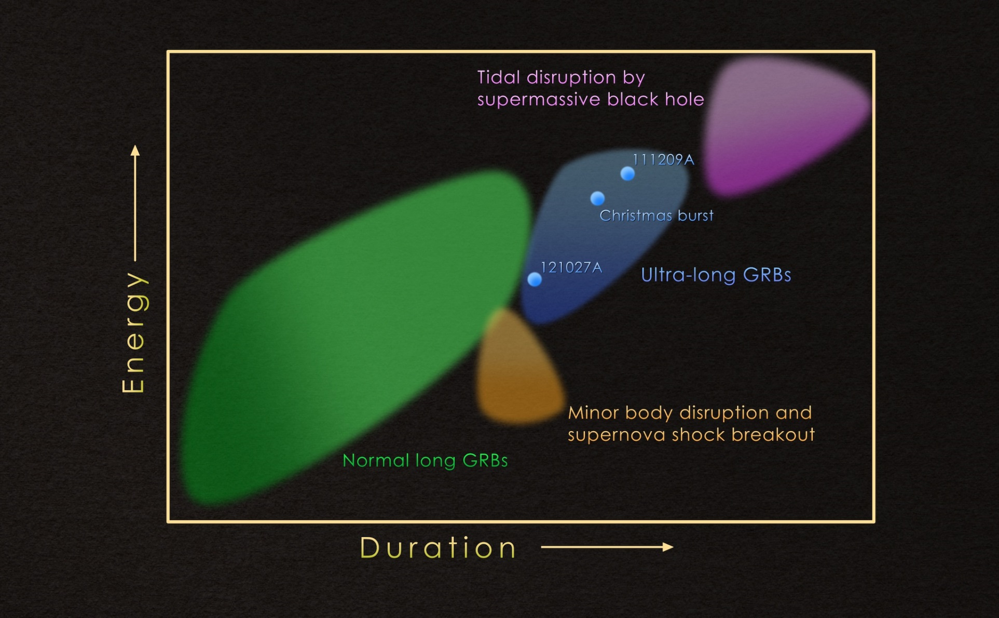 Tidal disruption by
supermassive black hole
111209A
Christmas burst
121027A
Ultra-long GRBs
Energy
Minor body disruption and
supernova shock breakout
Normal long GRBs
Duration